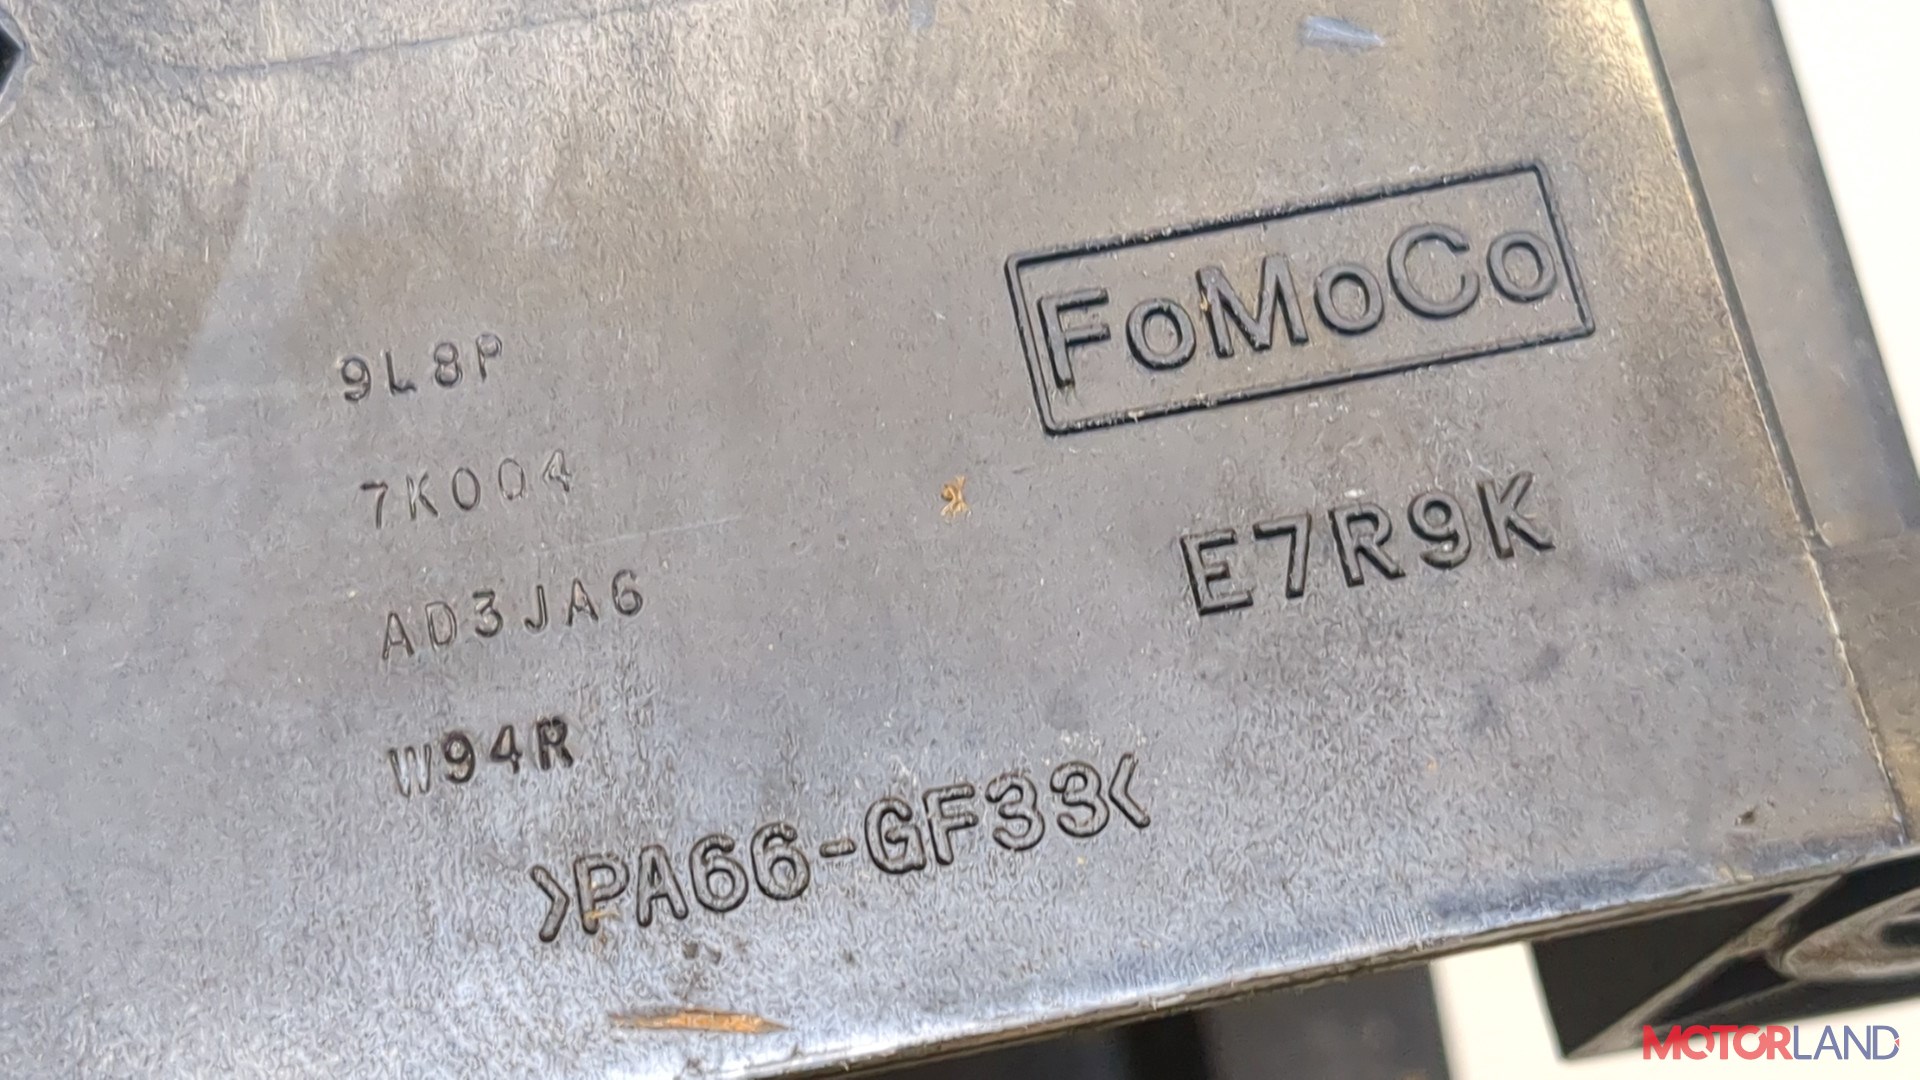 FoMoCo
E7R9K
9L8P
7K004
AD3JA6
W94R
>PA66-GF33<
MOTORLAND